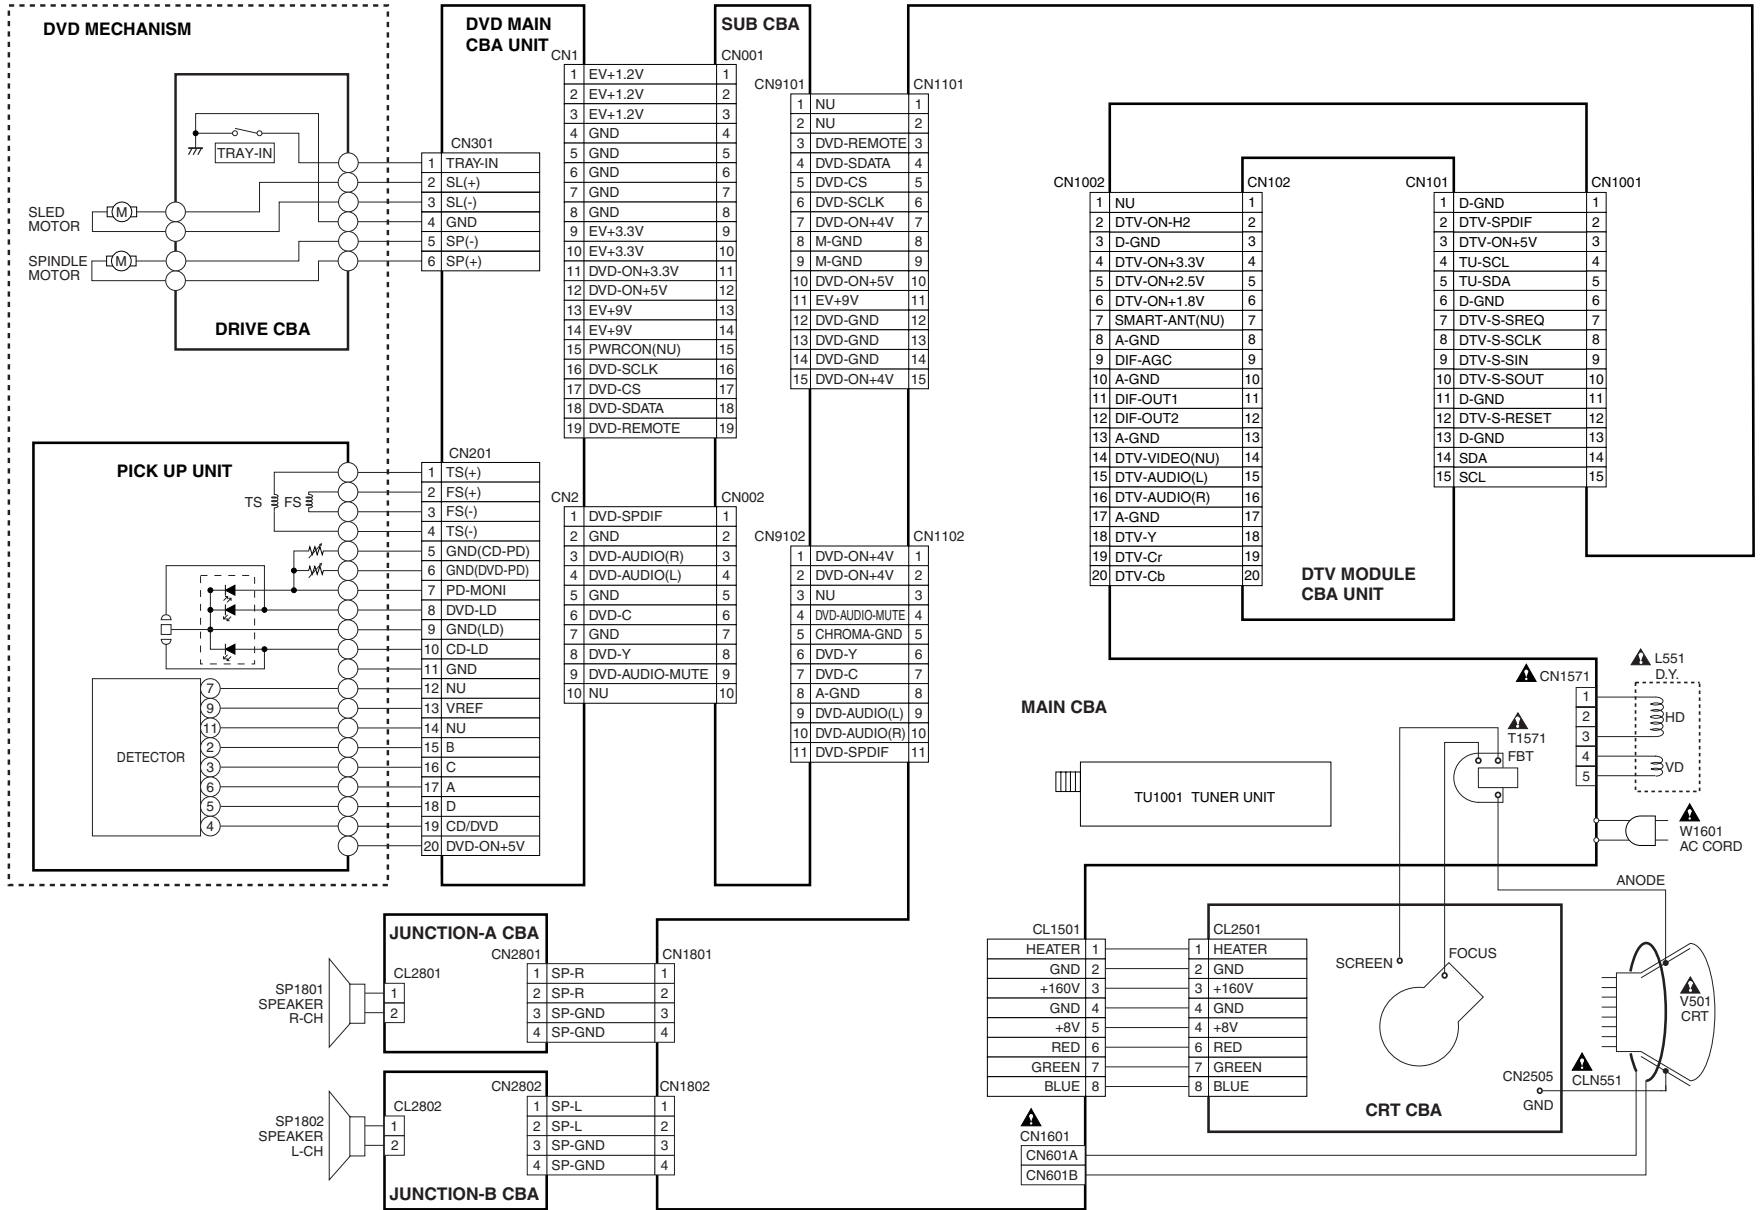 DVD MECHANISM
TRAY-IN
SLED
MOTOR
M
SPINDLE
MOTOR
M
DRIVE CBA
DVD MAIN
CBA UNIT
CN301
1 TRAY-IN
2 SL(+)
3 SL(-)
4 GND
5 SP(-)
6 SP(+)
PICK UP UNIT
TS
FS
DETECTOR
7
9
11
2
3
6
5
4
CN201
1 TS(+)
2 FS(+)
3 FS(-)
4 TS(-)
5 GND(CD-PD)
6 GND(DVD-PD)
7 PD-MONI
8 DVD-LD
9 GND(LD)
10 CD-LD
11 GND
12 NU
13 VREF
14 NU
15 B
16 C
17 A
18 D
19 CD/DVD
20 DVD-ON+5V
SUB CBA
CN1 CN001
1 EV+1.2V 1
2 EV+1.2V 2
3 EV+1.2V 3
4 GND 4
5 GND 5
6 GND 6
7 GND 7
8 GND 8
9 EV+3.3V 9
10 EV+3.3V 10
11 DVD-ON+3.3V 11
12 DVD-ON+5V 12
13 EV+9V 13
14 EV+9V 14
15 PWRCON(NU) 15
16 DVD-SCLK 16
17 DVD-CS 17
18 DVD-SDATA 18
19 DVD-REMOTE 19
CN2 CN002
1 DVD-SPDIF 1
2 GND 2
3 DVD-AUDIO(R) 3
4 DVD-AUDIO(L) 4
5 GND 5
6 DVD-C 6
7 GND 7
8 DVD-Y 8
9 DVD-AUDIO-MUTE 9
10 NU 10
CN9101 CN1101
1 NU 1
2 NU 2
3 DVD-REMOTE 3
4 DVD-SDATA 4
5 DVD-CS 5
6 DVD-SCLK 6
7 DVD-ON+4V 7
8 M-GND 8
9 M-GND 9
10 DVD-ON+5V 10
11 EV+9V 11
12 DVD-GND 12
13 DVD-GND 13
14 DVD-GND 14
15 DVD-ON+4V 15
CN9102 CN1102
1 DVD-ON+4V 1
2 DVD-ON+4V 2
3 NU 3
4 DVD-AUDIO-MUTE 4
5 CHROMA-GND 5
6 DVD-Y 6
7 DVD-C 7
8 A-GND 8
9 DVD-AUDIO(L) 9
10 DVD-AUDIO(R) 10
11 DVD-SPDIF 11
CN1002 CN102
1 NU 1
2 DTV-ON-H2 2
3 D-GND 3
4 DTV-ON+3.3V 4
5 DTV-ON+2.5V 5
6 DTV-ON+1.8V 6
7 SMART-ANT(NU) 7
8 A-GND 8
9 DIF-AGC 9
10 A-GND 10
11 DIF-OUT1 11
12 DIF-OUT2 12
13 A-GND 13
14 DTV-VIDEO(NU) 14
15 DTV-AUDIO(L) 15
16 DTV-AUDIO(R) 16
17 A-GND 17
18 DTV-Y 18
19 DTV-Cr 19
20 DTV-Cb 20
CN101 CN1001
1 D-GND 1
2 DTV-SPDIF 2
3 DTV-ON+5V 3
4 TU-SCL 4
5 TU-SDA 5
6 D-GND 6
7 DTV-S-SREQ 7
8 DTV-S-SCLK 8
9 DTV-S-SIN 9
10 DTV-S-SOUT 10
11 D-GND 11
12 DTV-S-RESET 12
13 D-GND 13
14 SDA 14
15 SCL 15
DTV MODULE
CBA UNIT
MAIN CBA
TU1001 TUNER UNIT
T1571
FBT
CN1571
1
2
3
4
5
L551
D.Y.
HD
VD
W1601
AC CORD
ANODE
JUNCTION-A CBA
SP1801
SPEAKER
R-CH
CL2801
1
2
CN2801 CN1801
1 SP-R 1
2 SP-R 2
3 SP-GND 3
4 SP-GND 4
SP1802
SPEAKER
L-CH
CL2802
1
2
CN2802 CN1802
1 SP-L 1
2 SP-L 2
3 SP-GND 3
4 SP-GND 4
JUNCTION-B CBA
CL1501 CL2501
HEATER 1 1 HEATER
GND 2 2 GND
+160V 3 3 +160V
GND 4 4 GND
+8V 5 4 +8V
RED 6 6 RED
GREEN 7 7 GREEN
BLUE 8 8 BLUE
CN1601
CN601A
CN601B
SCREEN
FOCUS
CRT CBA
CN2505
GND
CLN551
V501
CRT